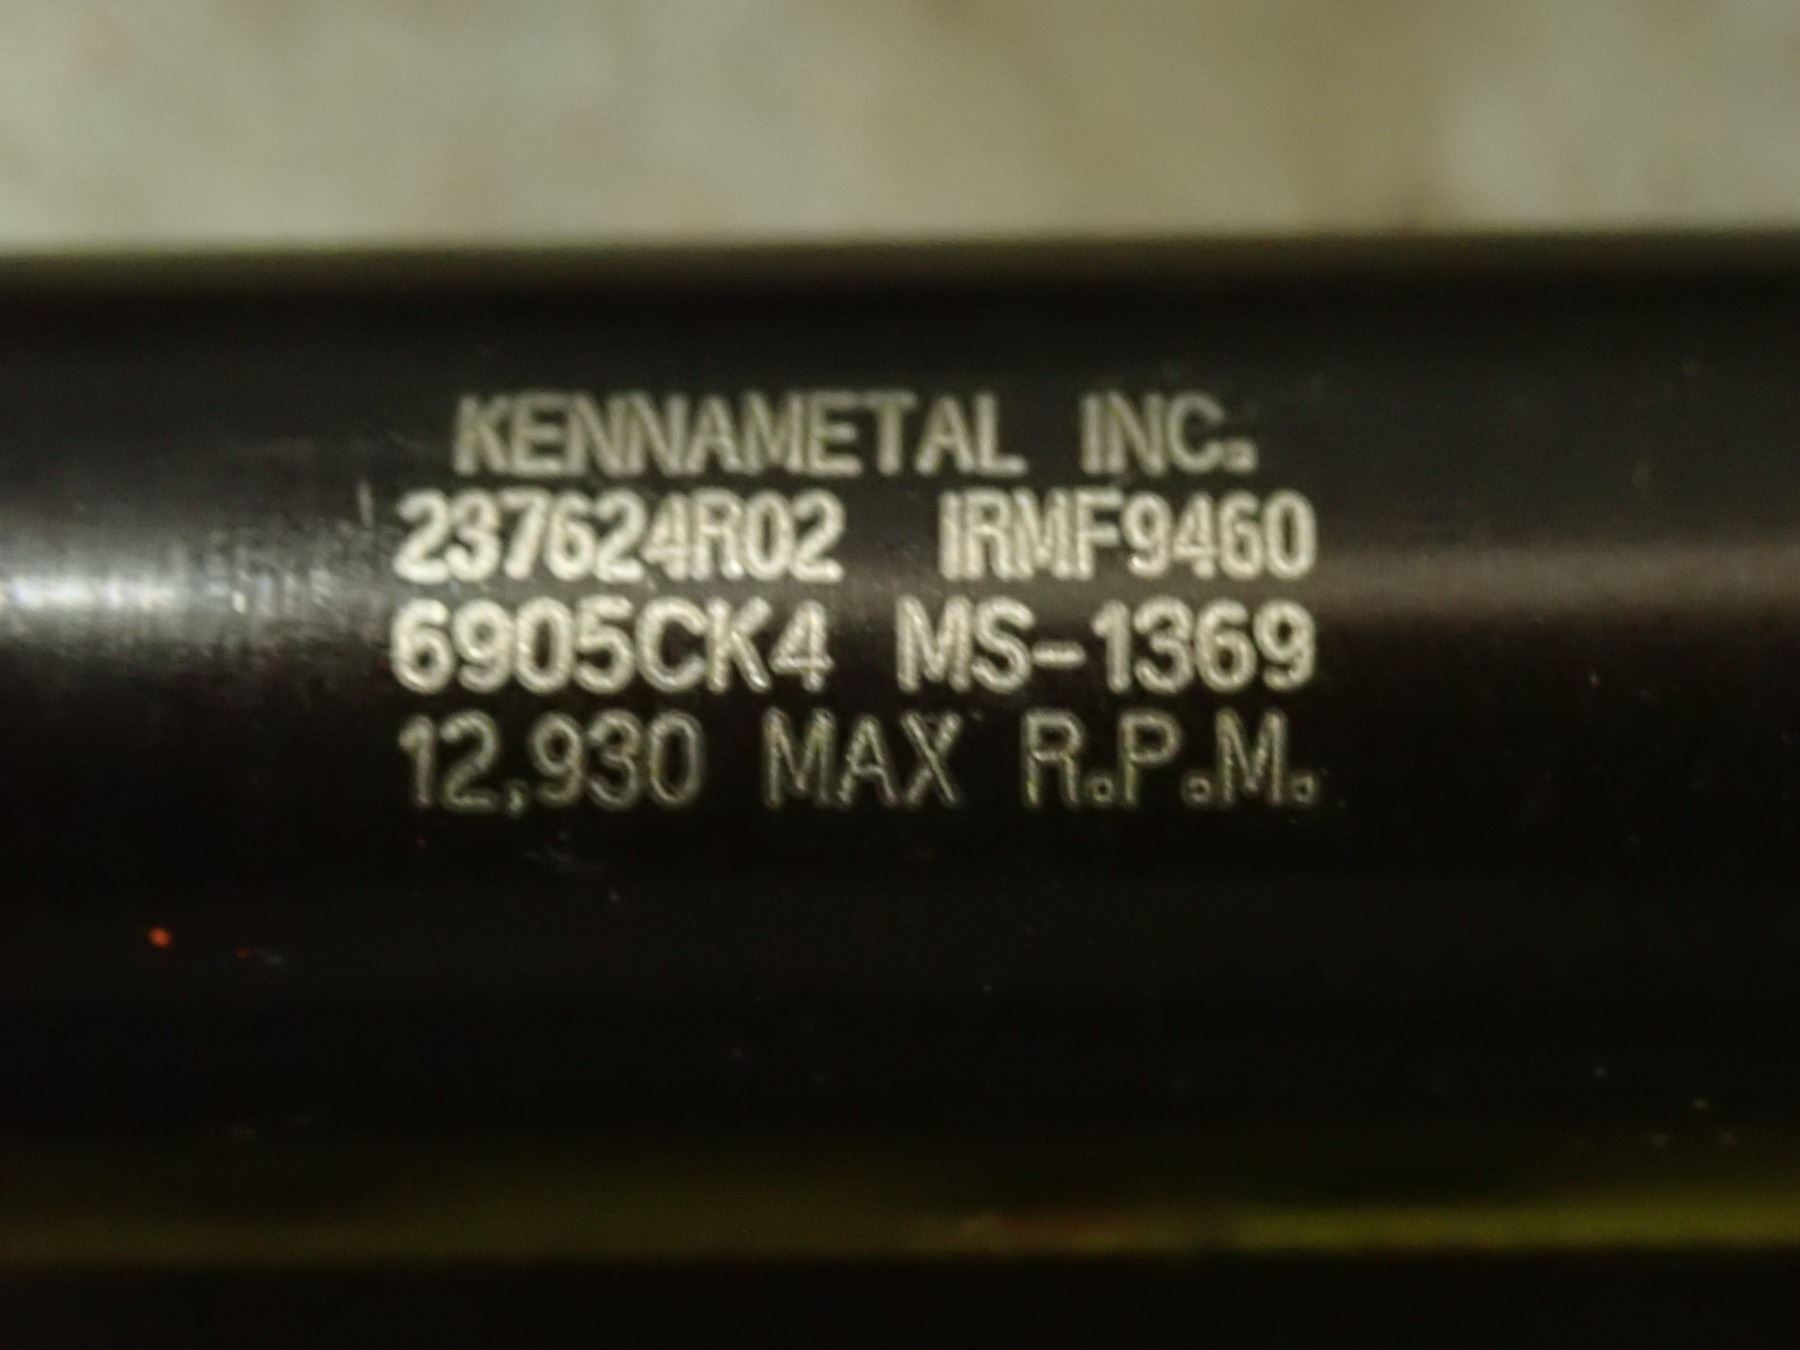 KENNAMETAL INC.
237624R02 IRMF9460
6905CK4 MS-1369
12,930 MAX R.P.M.